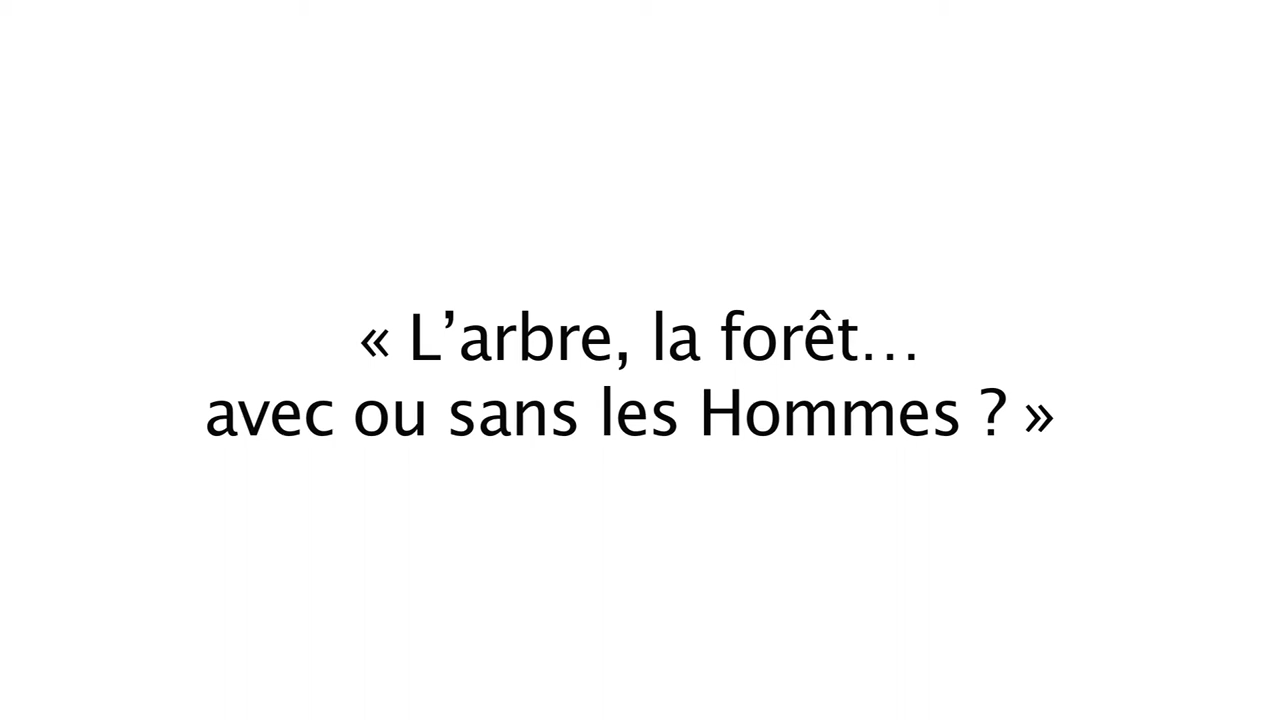 « L’arbre, la forêt…
avec ou sans les Hommes ? »